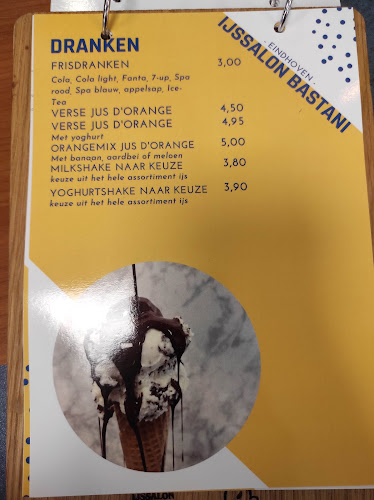 DRANKEN
EINDHOVEN
IJSSALON BASTANI
FRISDRANKEN 3,00
Cola, Cola light, Fanta, 7-up, Spa
rood, Spa blauw, appelsap, Ice-
Tea
VERSE JUS D'ORANGE 4,50
VERSE JUS D'ORANGE 4,95
Met yoghurt
ORANGEMIX JUS D'ORANGE 5,00
Met banaan, aardbei of meloen
MILKSHAKE NAAR KEUZE 3,80
keuze uit het hele assortiment ijs
YOGHURTSHAKE NAAR KEUZE 3,90
keuze uit het hele assortiment ijs
IJSSALON